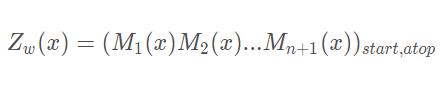 Z_w(x) = (M_1(x)M_2(x)...M_{n+1}(x))_{start,atop}